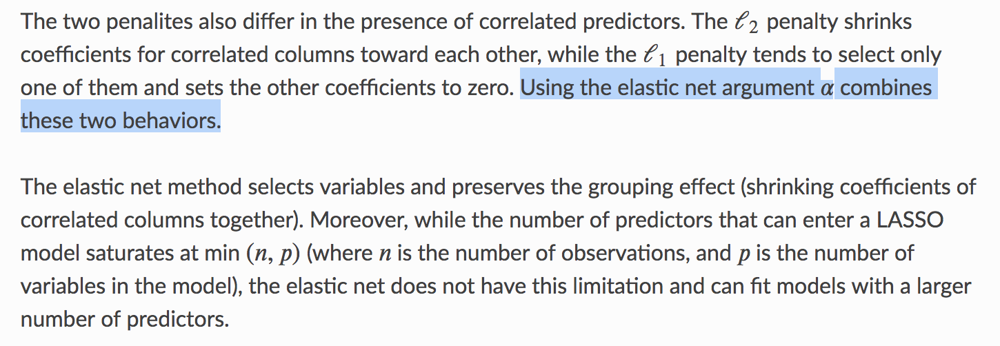 The two penalites also differ in the presence of correlated predictors. The ℓ2 penalty shrinks
coefficients for correlated columns toward each other, while the ℓ1 penalty tends to select only
one of them and sets the other coefficients to zero. Using the elastic net argument α combines
these two behaviors.
The elastic net method selects variables and preserves the grouping effect (shrinking coefficients of
correlated columns together). Moreover, while the number of predictors that can enter a LASSO
model saturates at min (n, p) (where n is the number of observations, and p is the number of
variables in the model), the elastic net does not have this limitation and can fit models with a larger
number of predictors.